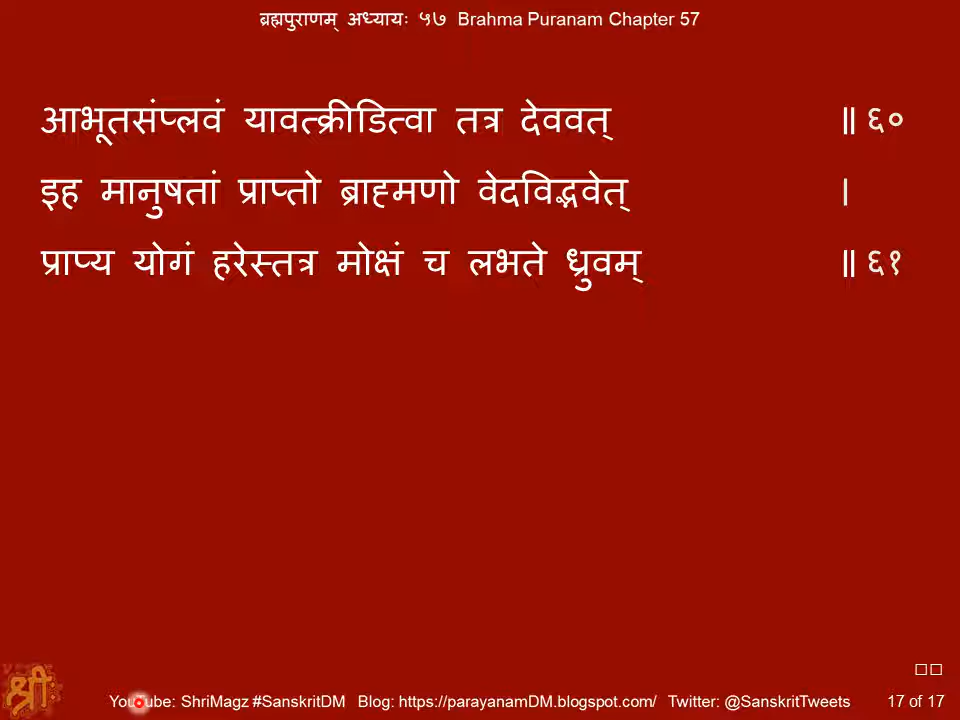 ब्रह्मपुराणम् अध्यायः ५७ Brahma Puranam Chapter 57
आभूतसंप्लवं यावत्क्रीडित्वा तत्र देववत् ॥ ६०
इह मानुषतां प्राप्तो ब्राह्मणो वेदविद्भवेत् ।
प्राप्य योगं हरेस्तत्र मोक्षं च लभते ध्रुवम् ॥ ६१
श्रीः
YouTube: ShriMagz #SanskritDM Blog: https://parayanamDM.blogspot.com/ Twitter: @SanskritTweets 17 of 17